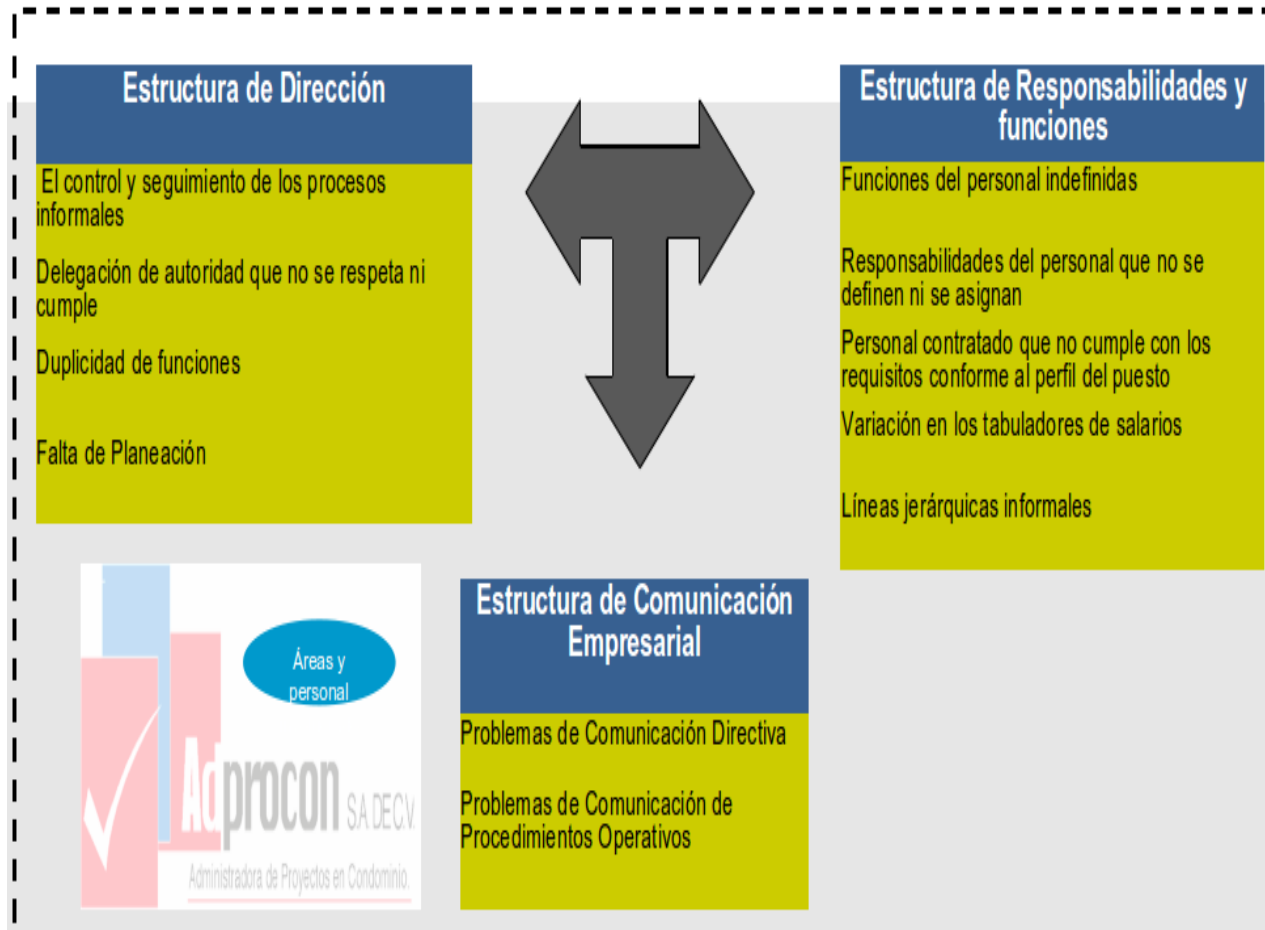 Estructura de Dirección
El control y seguimiento de los procesos
informales
Delegación de autoridad que no se respeta ni
cumple
Duplicidad de funciones
Falta de Planeación
Estructura de Responsabilidades y
funciones
Funciones del personal indefinidas
Responsabilidades del personal que no se
definen ni se asignan
Personal contratado que no cumple con los
requisitos conforme al perfil del puesto
Variación en los tabuladores de salarios
Líneas jerárquicas informales
Áreas y
personal
Adprocon S.A. DE C.V.
Administradora de Proyectos en Condominio.
Estructura de Comunicación
Empresarial
Problemas de Comunicación Directiva
Problemas de Comunicación de
Procedimientos Operativos